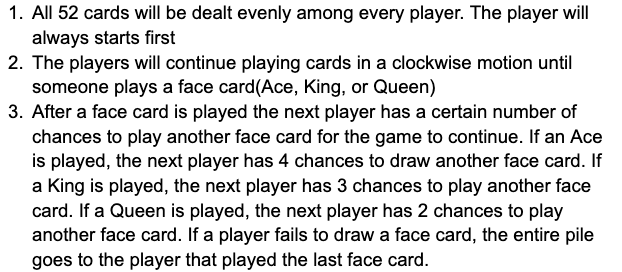 1. All 52 cards will be dealt evenly among every player. The player will
always starts first
2. The players will continue playing cards in a clockwise motion until
someone plays a face card(Ace, King, or Queen)
3. After a face card is played the next player has a certain number of
chances to play another face card for the game to continue. If an Ace
is played, the next player has 4 chances to draw another face card. If
a King is played, the next player has 3 chances to play another face
card. If a Queen is played, the next player has 2 chances to play
another face card. If a player fails to draw a face card, the entire pile
goes to the player that played the last face card.